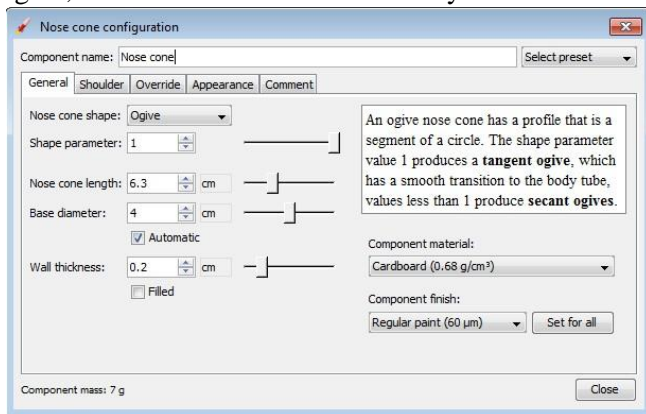 Nose cone configuration
Component name: Nose cone
Select preset
General Shoulder Override Appearance Comment
Nose cone shape: Ogive
Shape parameter: 1
Nose cone length: 6.3 cm
Base diameter: 4 cm
Automatic
Wall thickness: 0.2 cm
Filled
An ogive nose cone has a profile that is a
segment of a circle. The shape parameter
value 1 produces a tangent ogive, which
has a smooth transition to the body tube,
values less than 1 produce secant ogives.
Component material:
Cardboard (0.68 g/cm³)
Component finish:
Regular paint (60 µm)
Set for all
Component mass: 7 g
Close